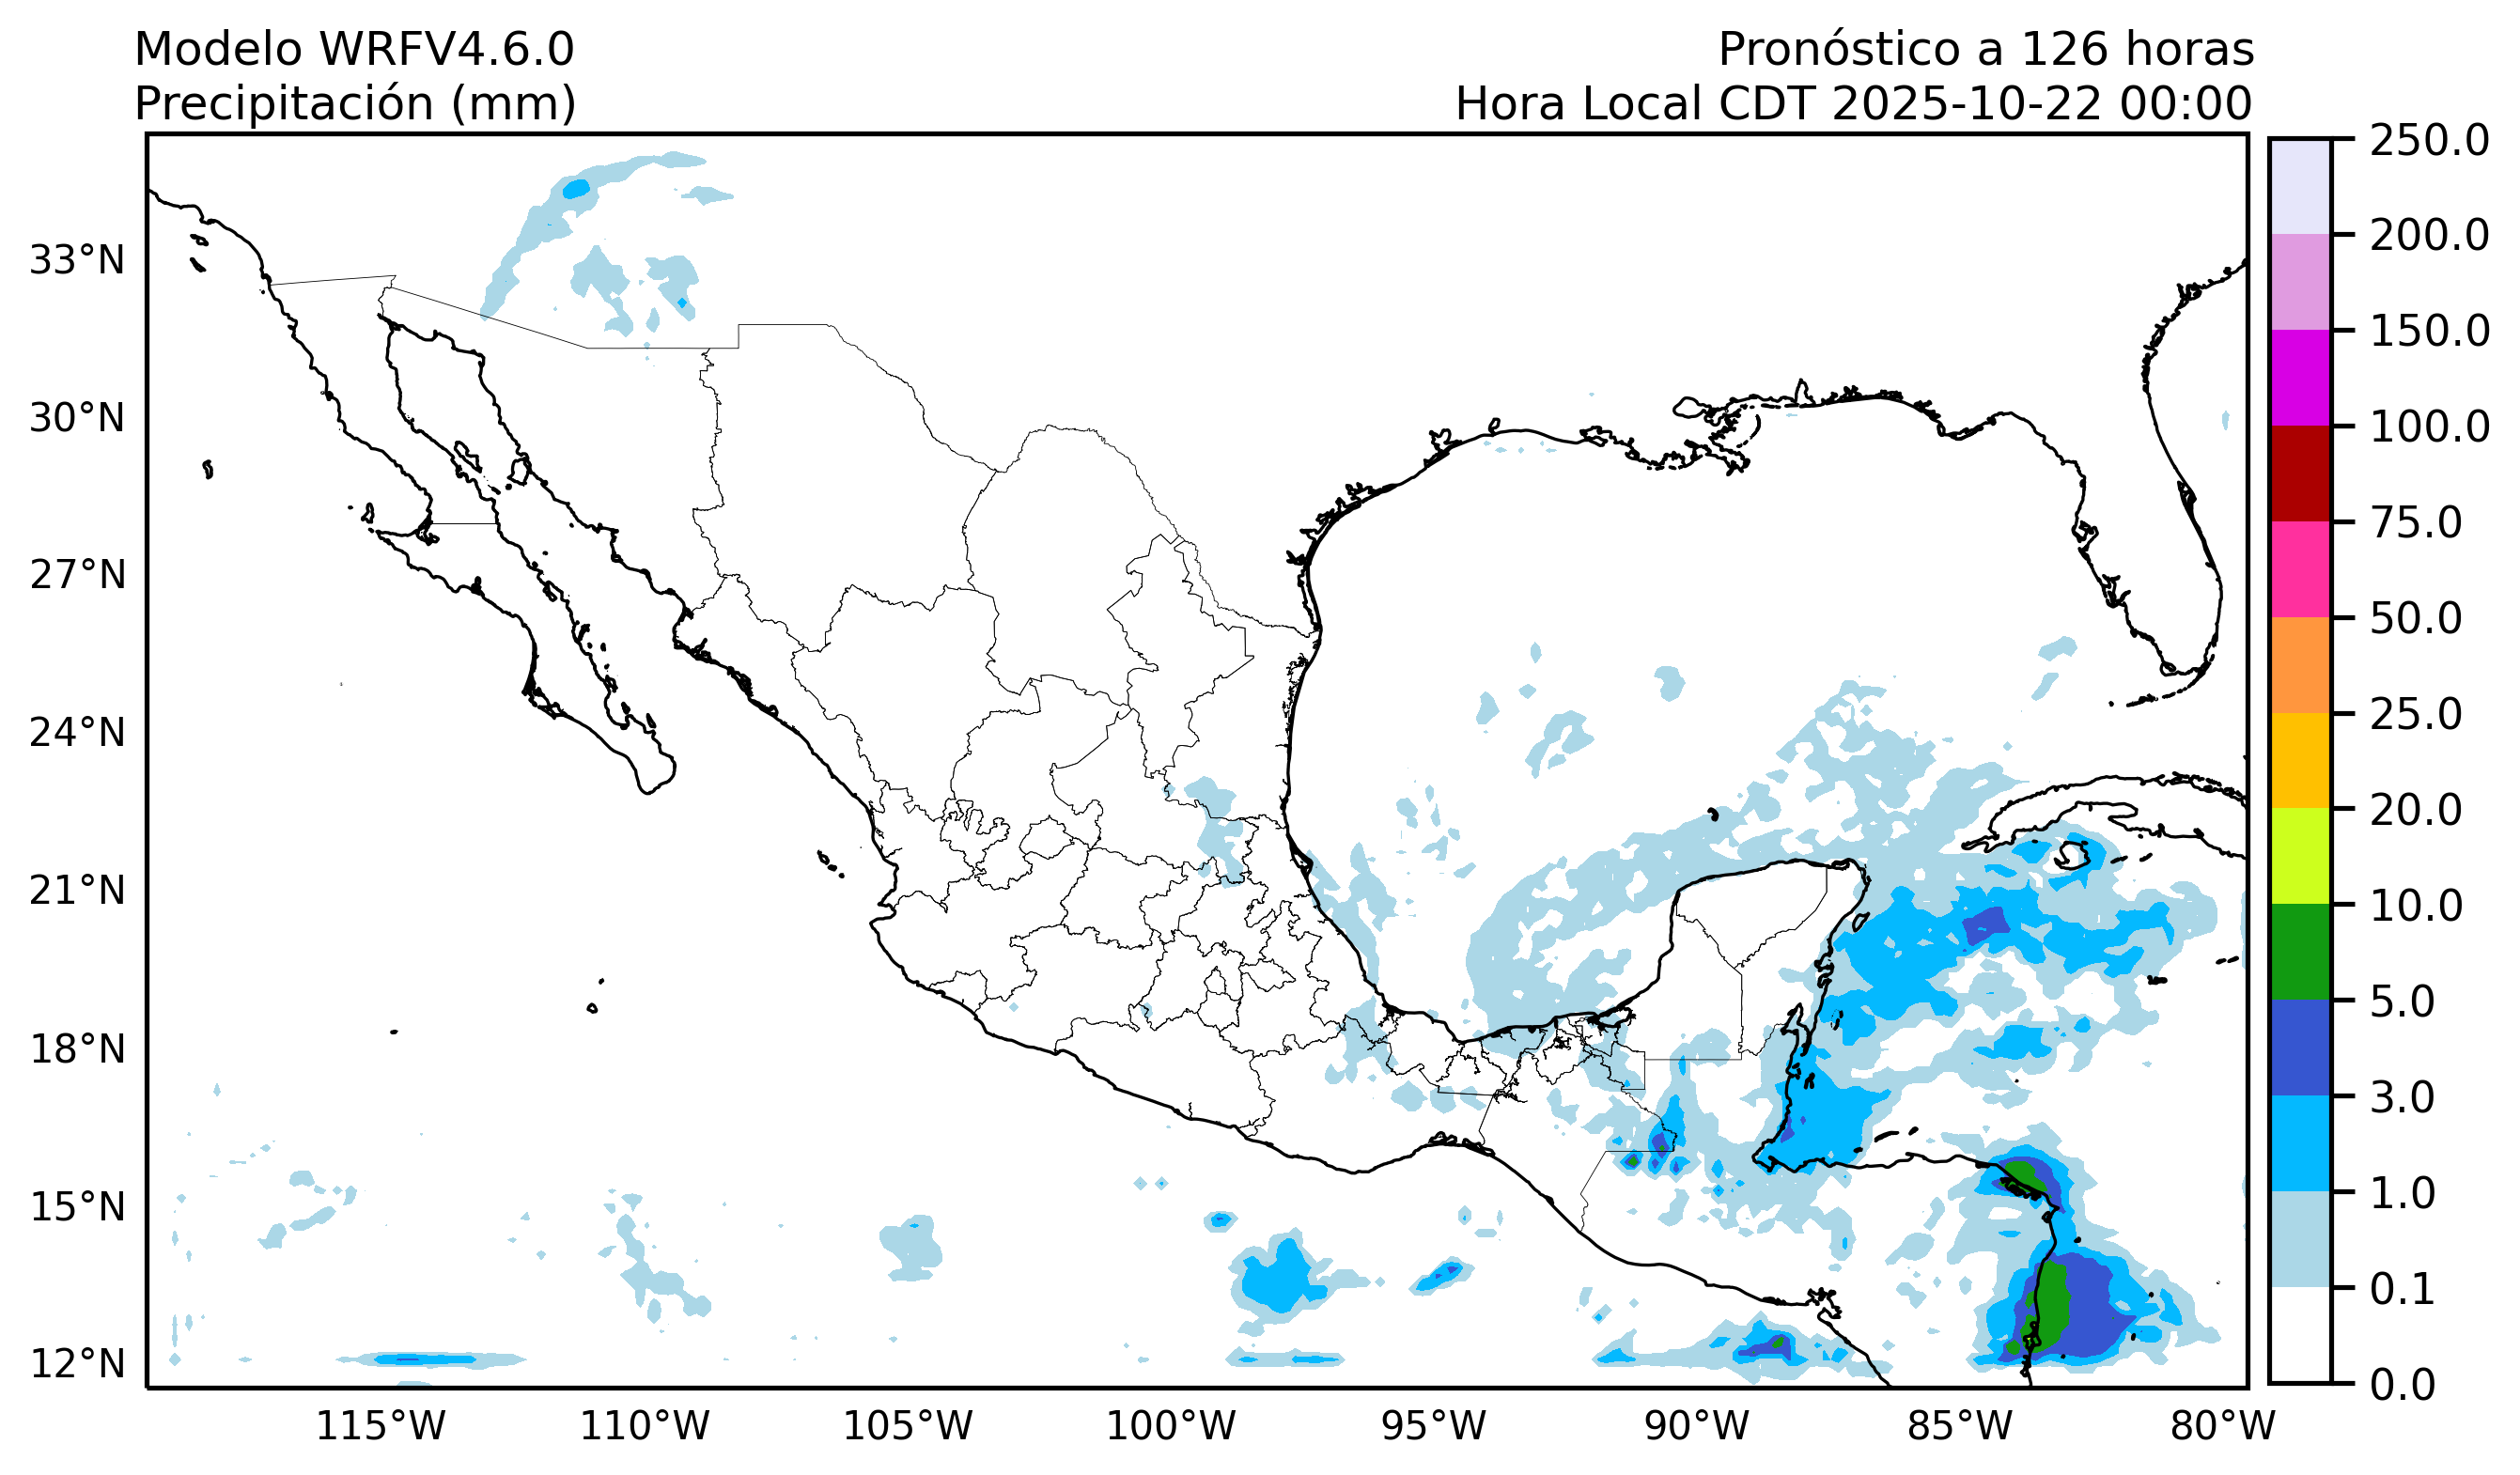 Modelo WRFV4.6.0
Precipitación (mm)
Pronóstico a 126 horas
Hora Local CDT 2025-10-22 00:00
33°N
30°N
27°N
24°N
21°N
18°N
15°N
12°N
115°W
110°W
105°W
100°W
95°W
90°W
85°W
80°W
250.0
200.0
150.0
100.0
75.0
50.0
25.0
20.0
10.0
5.0
3.0
1.0
0.1
0.0